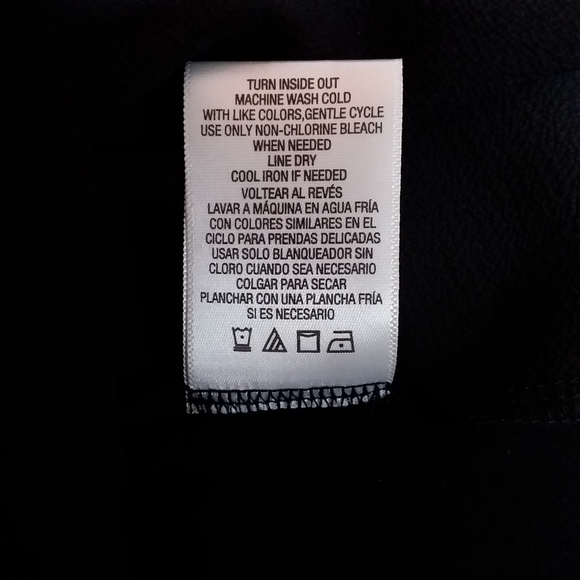 TURN INSIDE OUT
MACHINE WASH COLD
WITH LIKE COLORS,GENTLE CYCLE
USE ONLY NON-CHLORINE BLEACH
WHEN NEEDED
LINE DRY
COOL IRON IF NEEDED
VOLTEAR AL REVÉS
LAVAR A MÁQUINA EN AGUA FRÍA
CON COLORES SIMILARES EN EL
CICLO PARA PRENDAS DELICADAS
USAR SOLO BLANQUEADOR SIN
CLORO CUANDO SEA NECESARIO
COLGAR PARA SECAR
PLANCHAR CON UNA PLANCHA FRÍA
SI ES NECESARIO